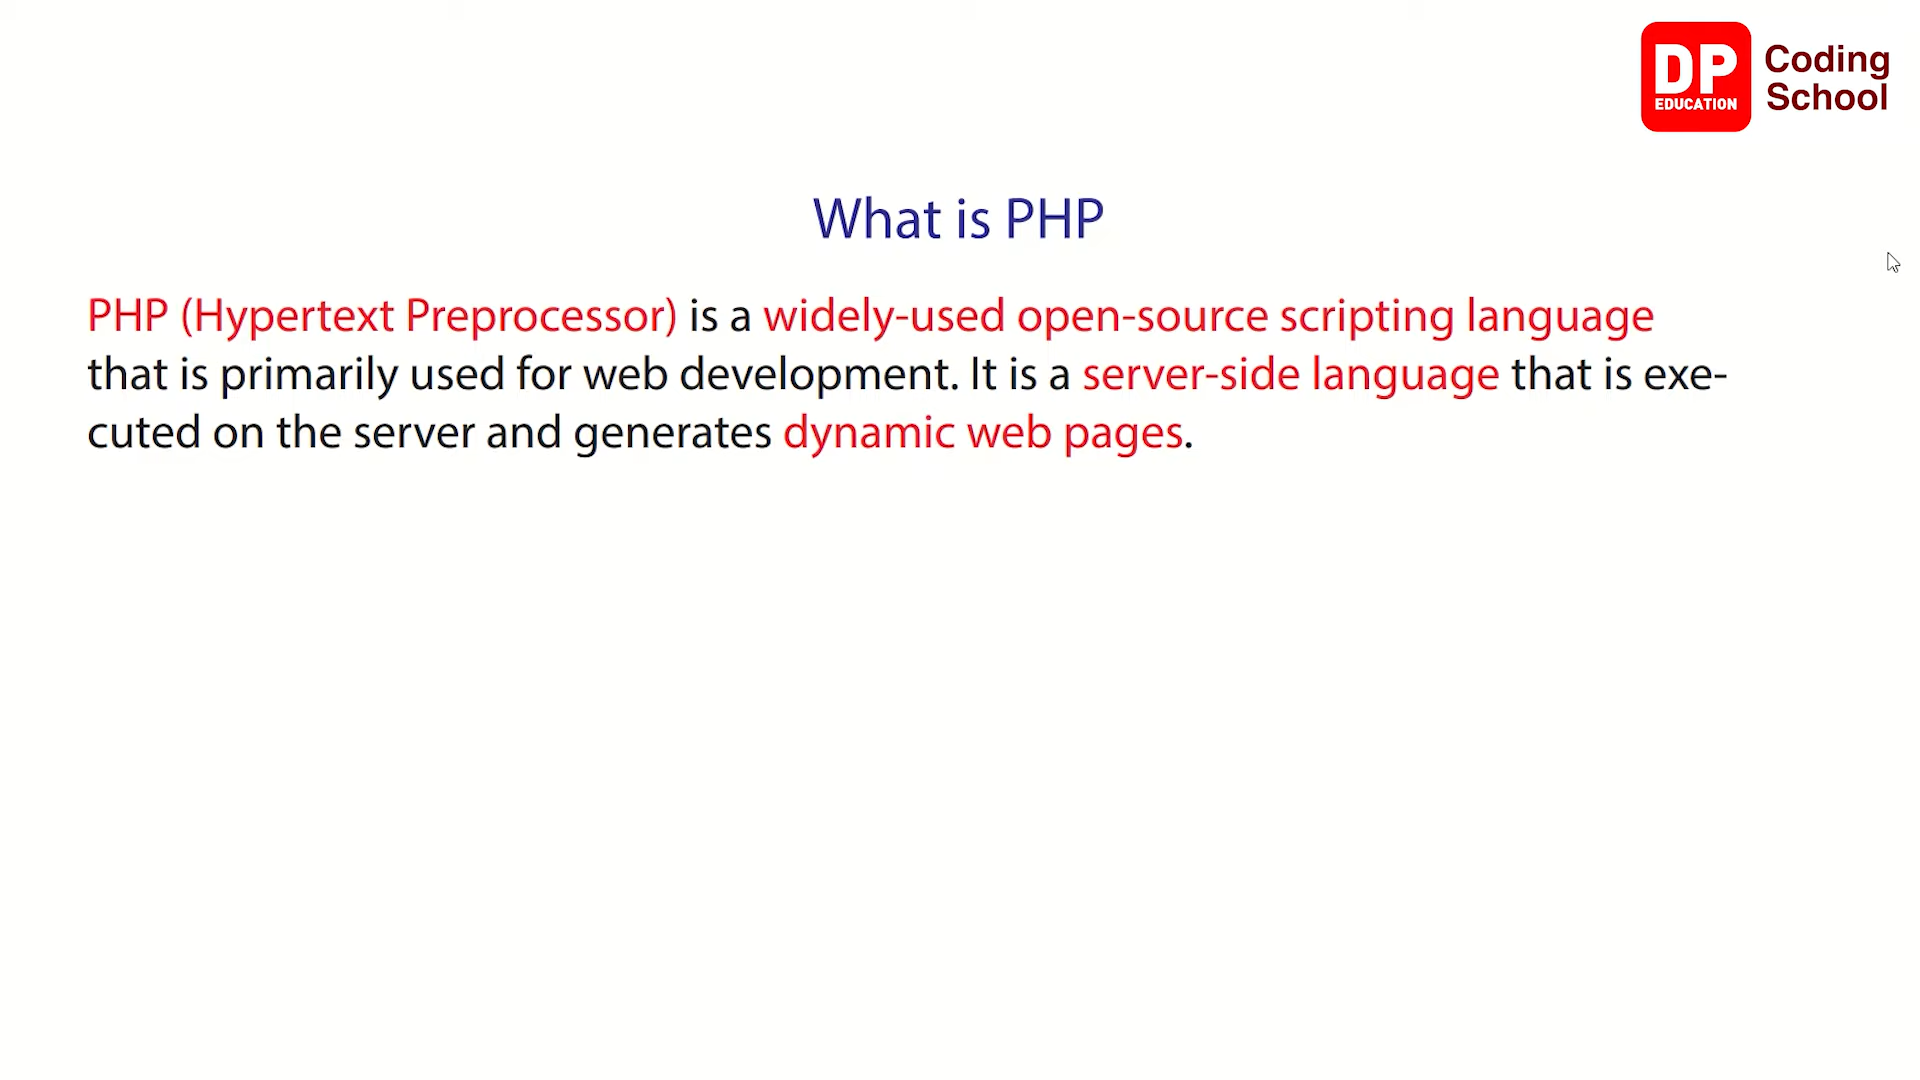 DP
EDUCATION
Coding
School
What is PHP
PHP (Hypertext Preprocessor) is a widely-used open-source scripting language
that is primarily used for web development. It is a server-side language that is exe-
cuted on the server and generates dynamic web pages.